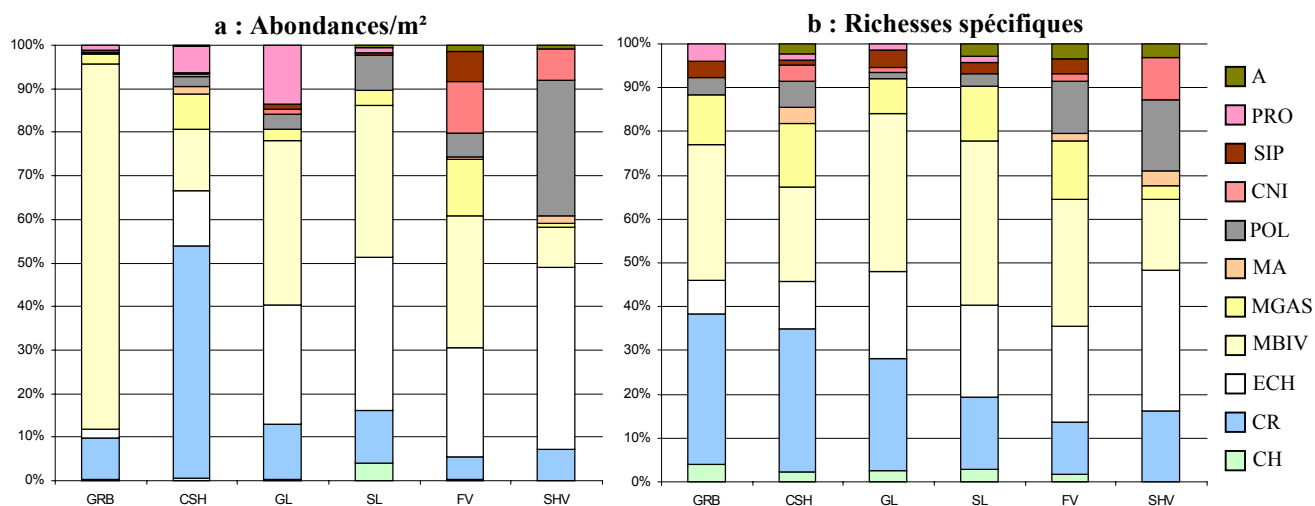 a : Abondances/m²
100%
90%
80%
70%
60%
50%
40%
30%
20%
10%
0%
GRB CSH GL SL FV SHV
b : Richesses spécifiques
100%
90%
80%
70%
60%
50%
40%
30%
20%
10%
0%
GRB CSH GL SL FV SHV
A
PRO
SIP
CNI
POL
MA
MGAS
MBIV
ECH
CR
CH